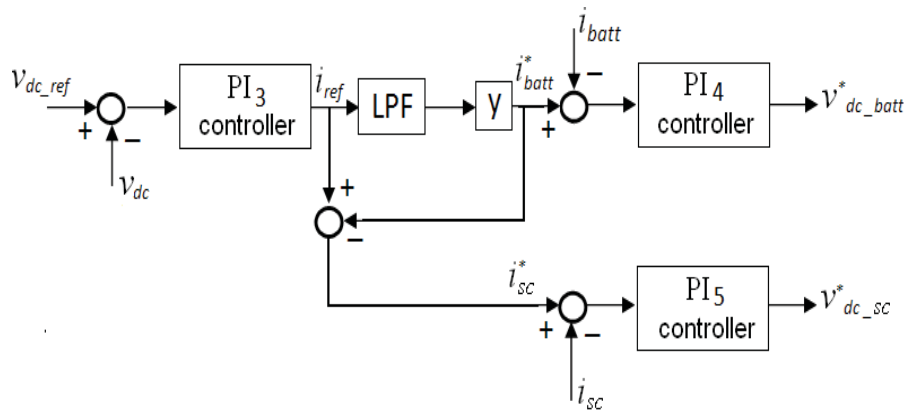 v_dc_ref
+
−
v_dc
PI3
controller
i_ref
LPF
y
i*_batt
i_batt
−
+
PI4
controller
v*_dc_batt
+
−
i*_sc
+
−
i_sc
PI5
controller
v*_dc_sc